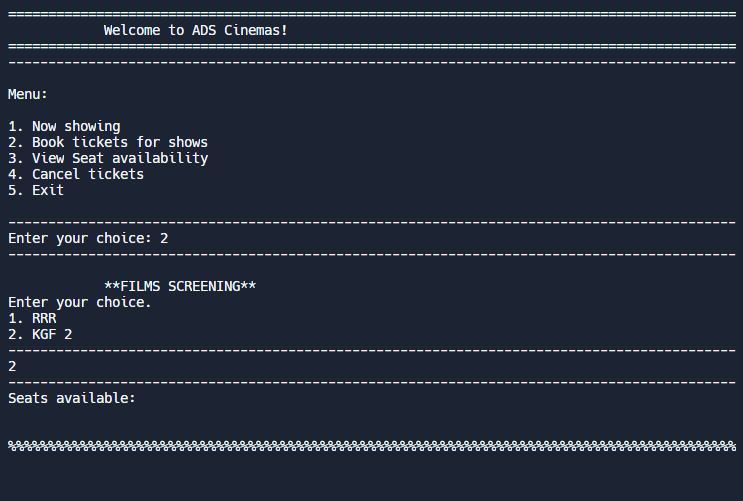 ===========================================================================================
Welcome to ADS Cinemas!
===========================================================================================
-------------------------------------------------------------------------------------------
Menu:
1. Now showing
2. Book tickets for shows
3. View Seat availability
4. Cancel tickets
5. Exit
-------------------------------------------------------------------------------------------
Enter your choice: 2
-------------------------------------------------------------------------------------------
**FILMS SCREENING**
Enter your choice.
1. RRR
2. KGF 2
-------------------------------------------------------------------------------------------
2
-------------------------------------------------------------------------------------------
Seats available:
%%%%%%%%%%%%%%%%%%%%%%%%%%%%%%%%%%%%%%%%%%%%%%%%%%%%%%%%%%%%%%%%%%%%%%%%%%%%%%%%%%%%%%%%%%%%%